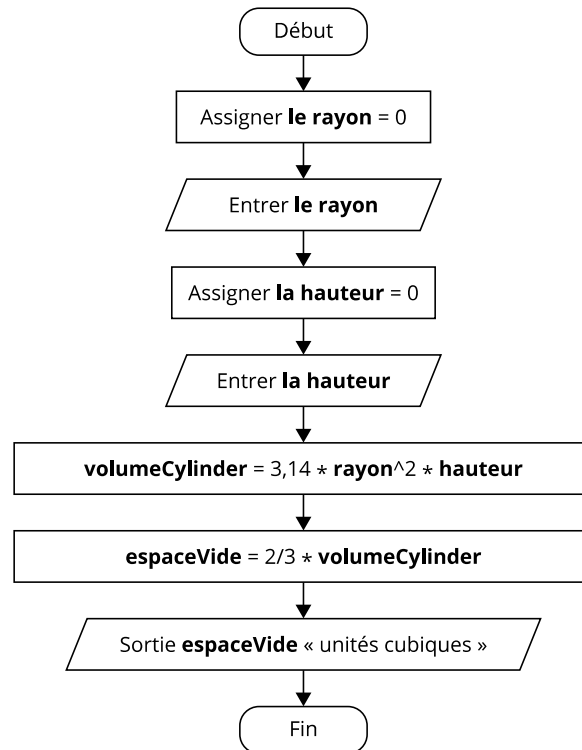 Début
Assigner le rayon = 0
Entrer le rayon
Assigner la hauteur = 0
Entrer la hauteur
volumeCylinder = 3,14 * rayon^2 * hauteur
espaceVide = 2/3 * volumeCylinder
Sortie espaceVide « unités cubiques »
Fin